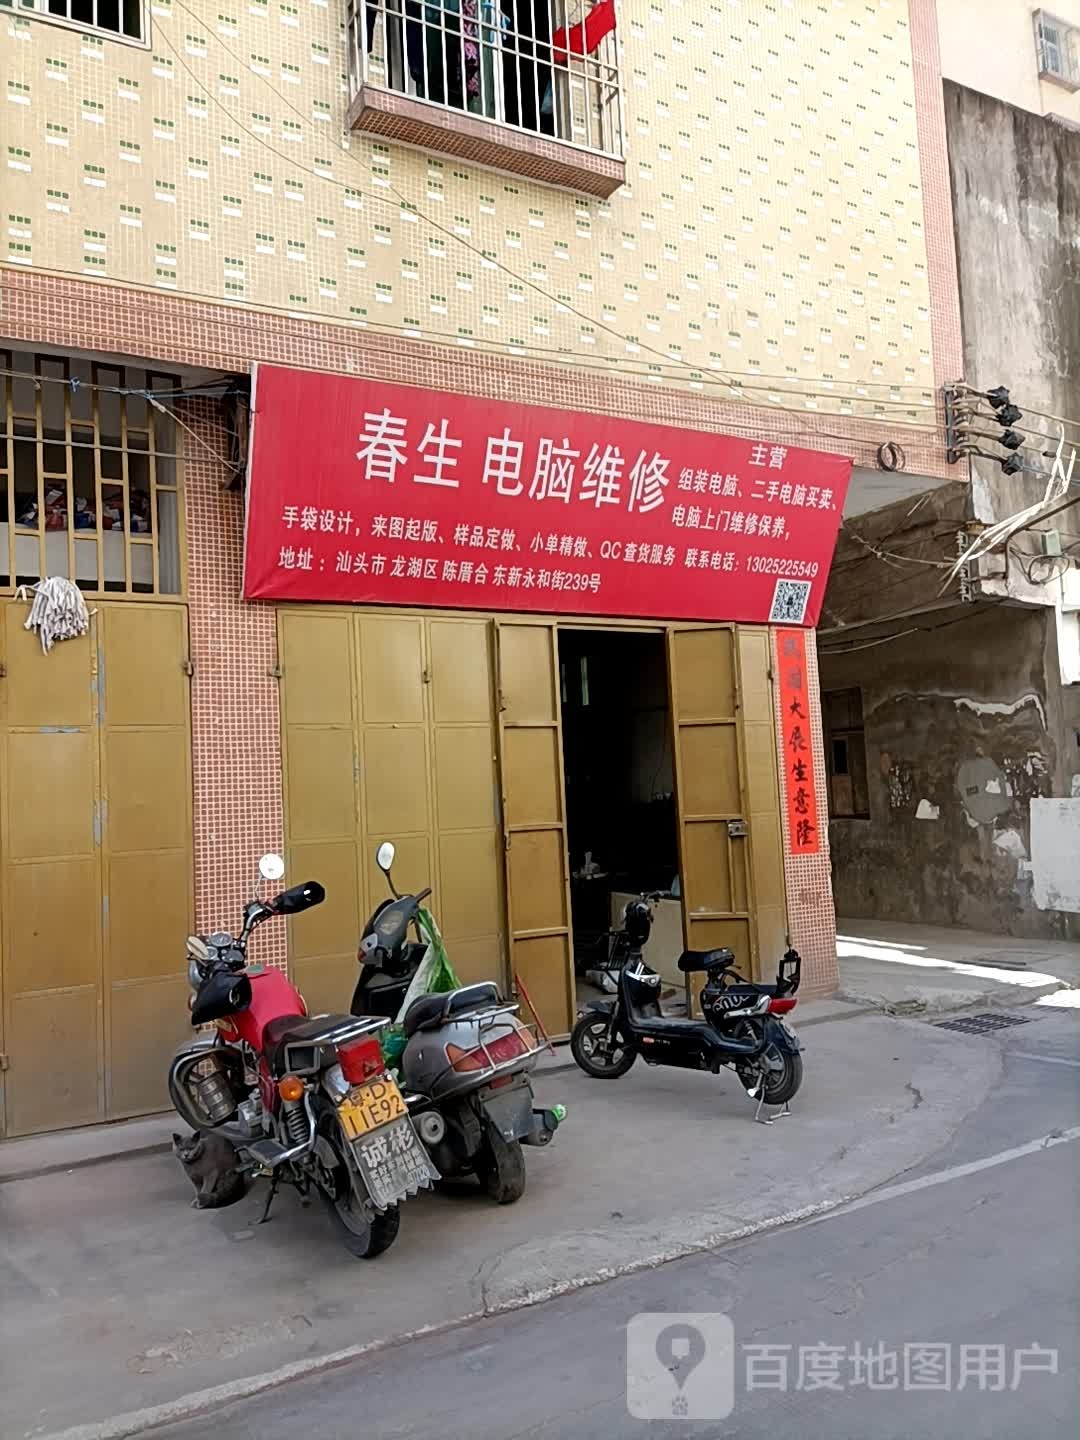 春生 电脑维修
主营
组装电脑、二手电脑买卖、
电脑上门维修保养，
手袋设计，来图起版、样品定做、小单精做、QC查货服务 联系电话：13025225549
地址：汕头市 龙湖区 陈厝合 东新永和街239号
大展生意隆
粤·D
11E92
诚彬
百度地图用户